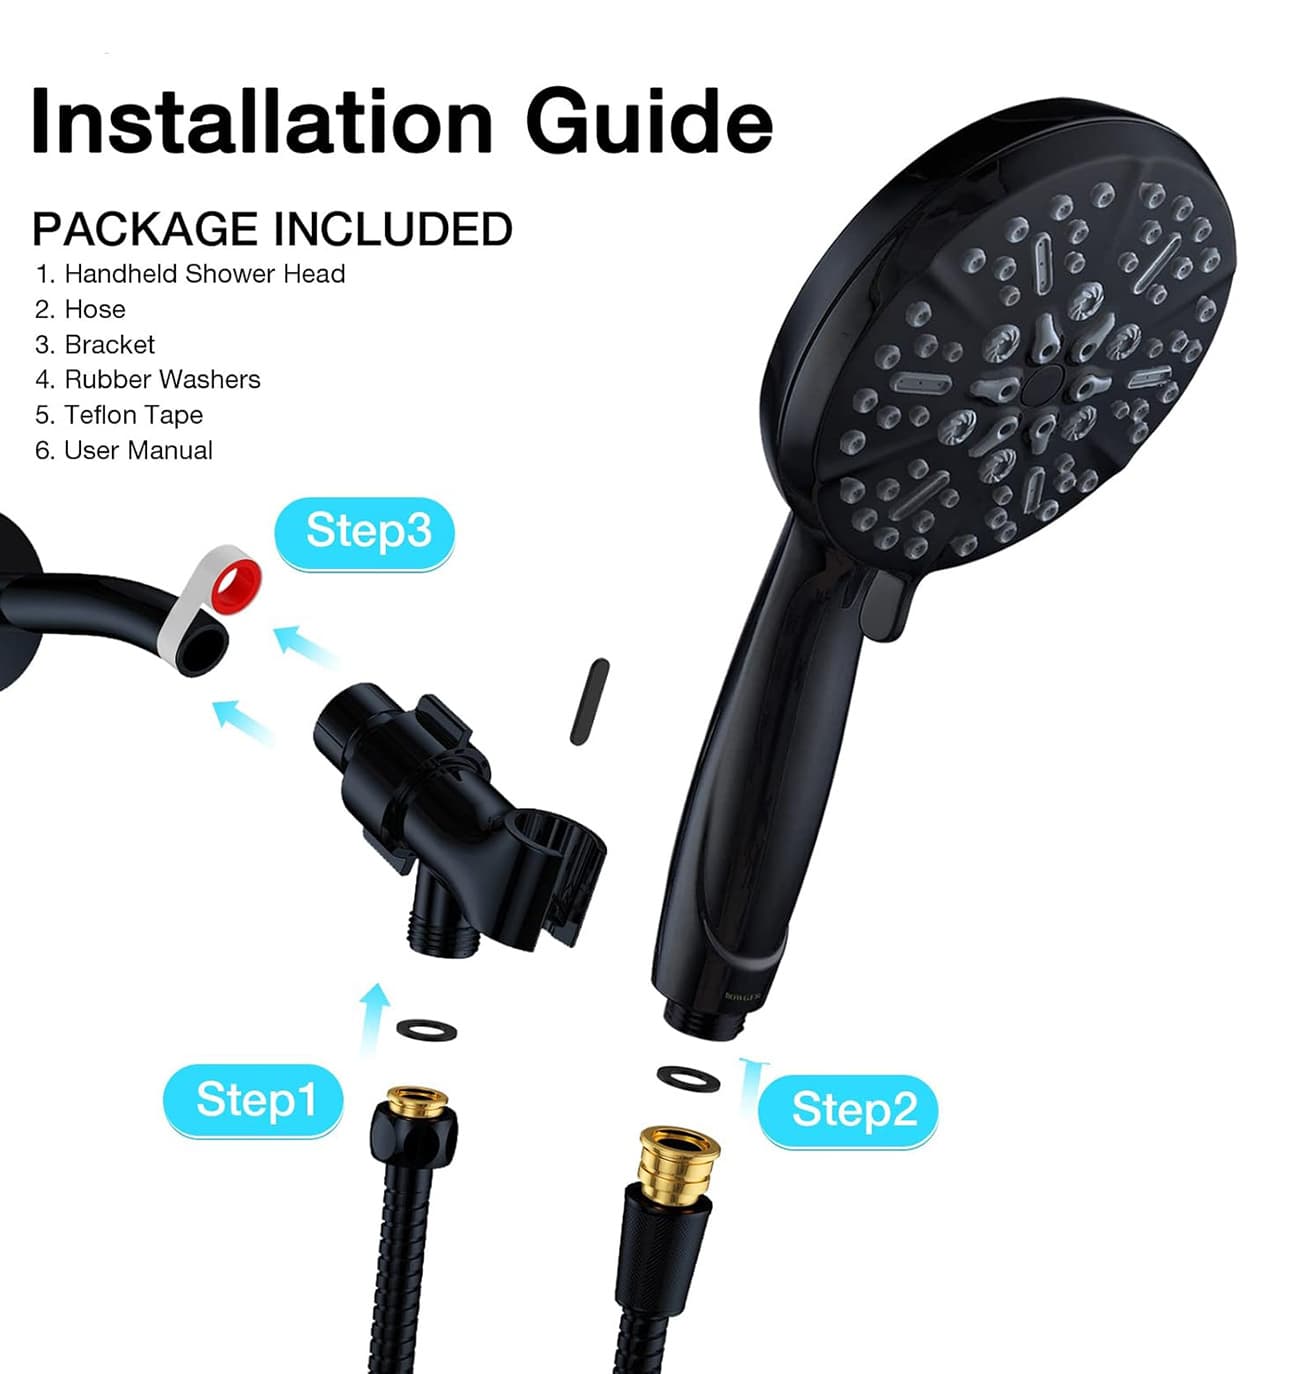 Installation Guide
PACKAGE INCLUDED
1. Handheld Shower Head
2. Hose
3. Bracket
4. Rubber Washers
5. Teflon Tape
6. User Manual
Step3
Step1
Step2